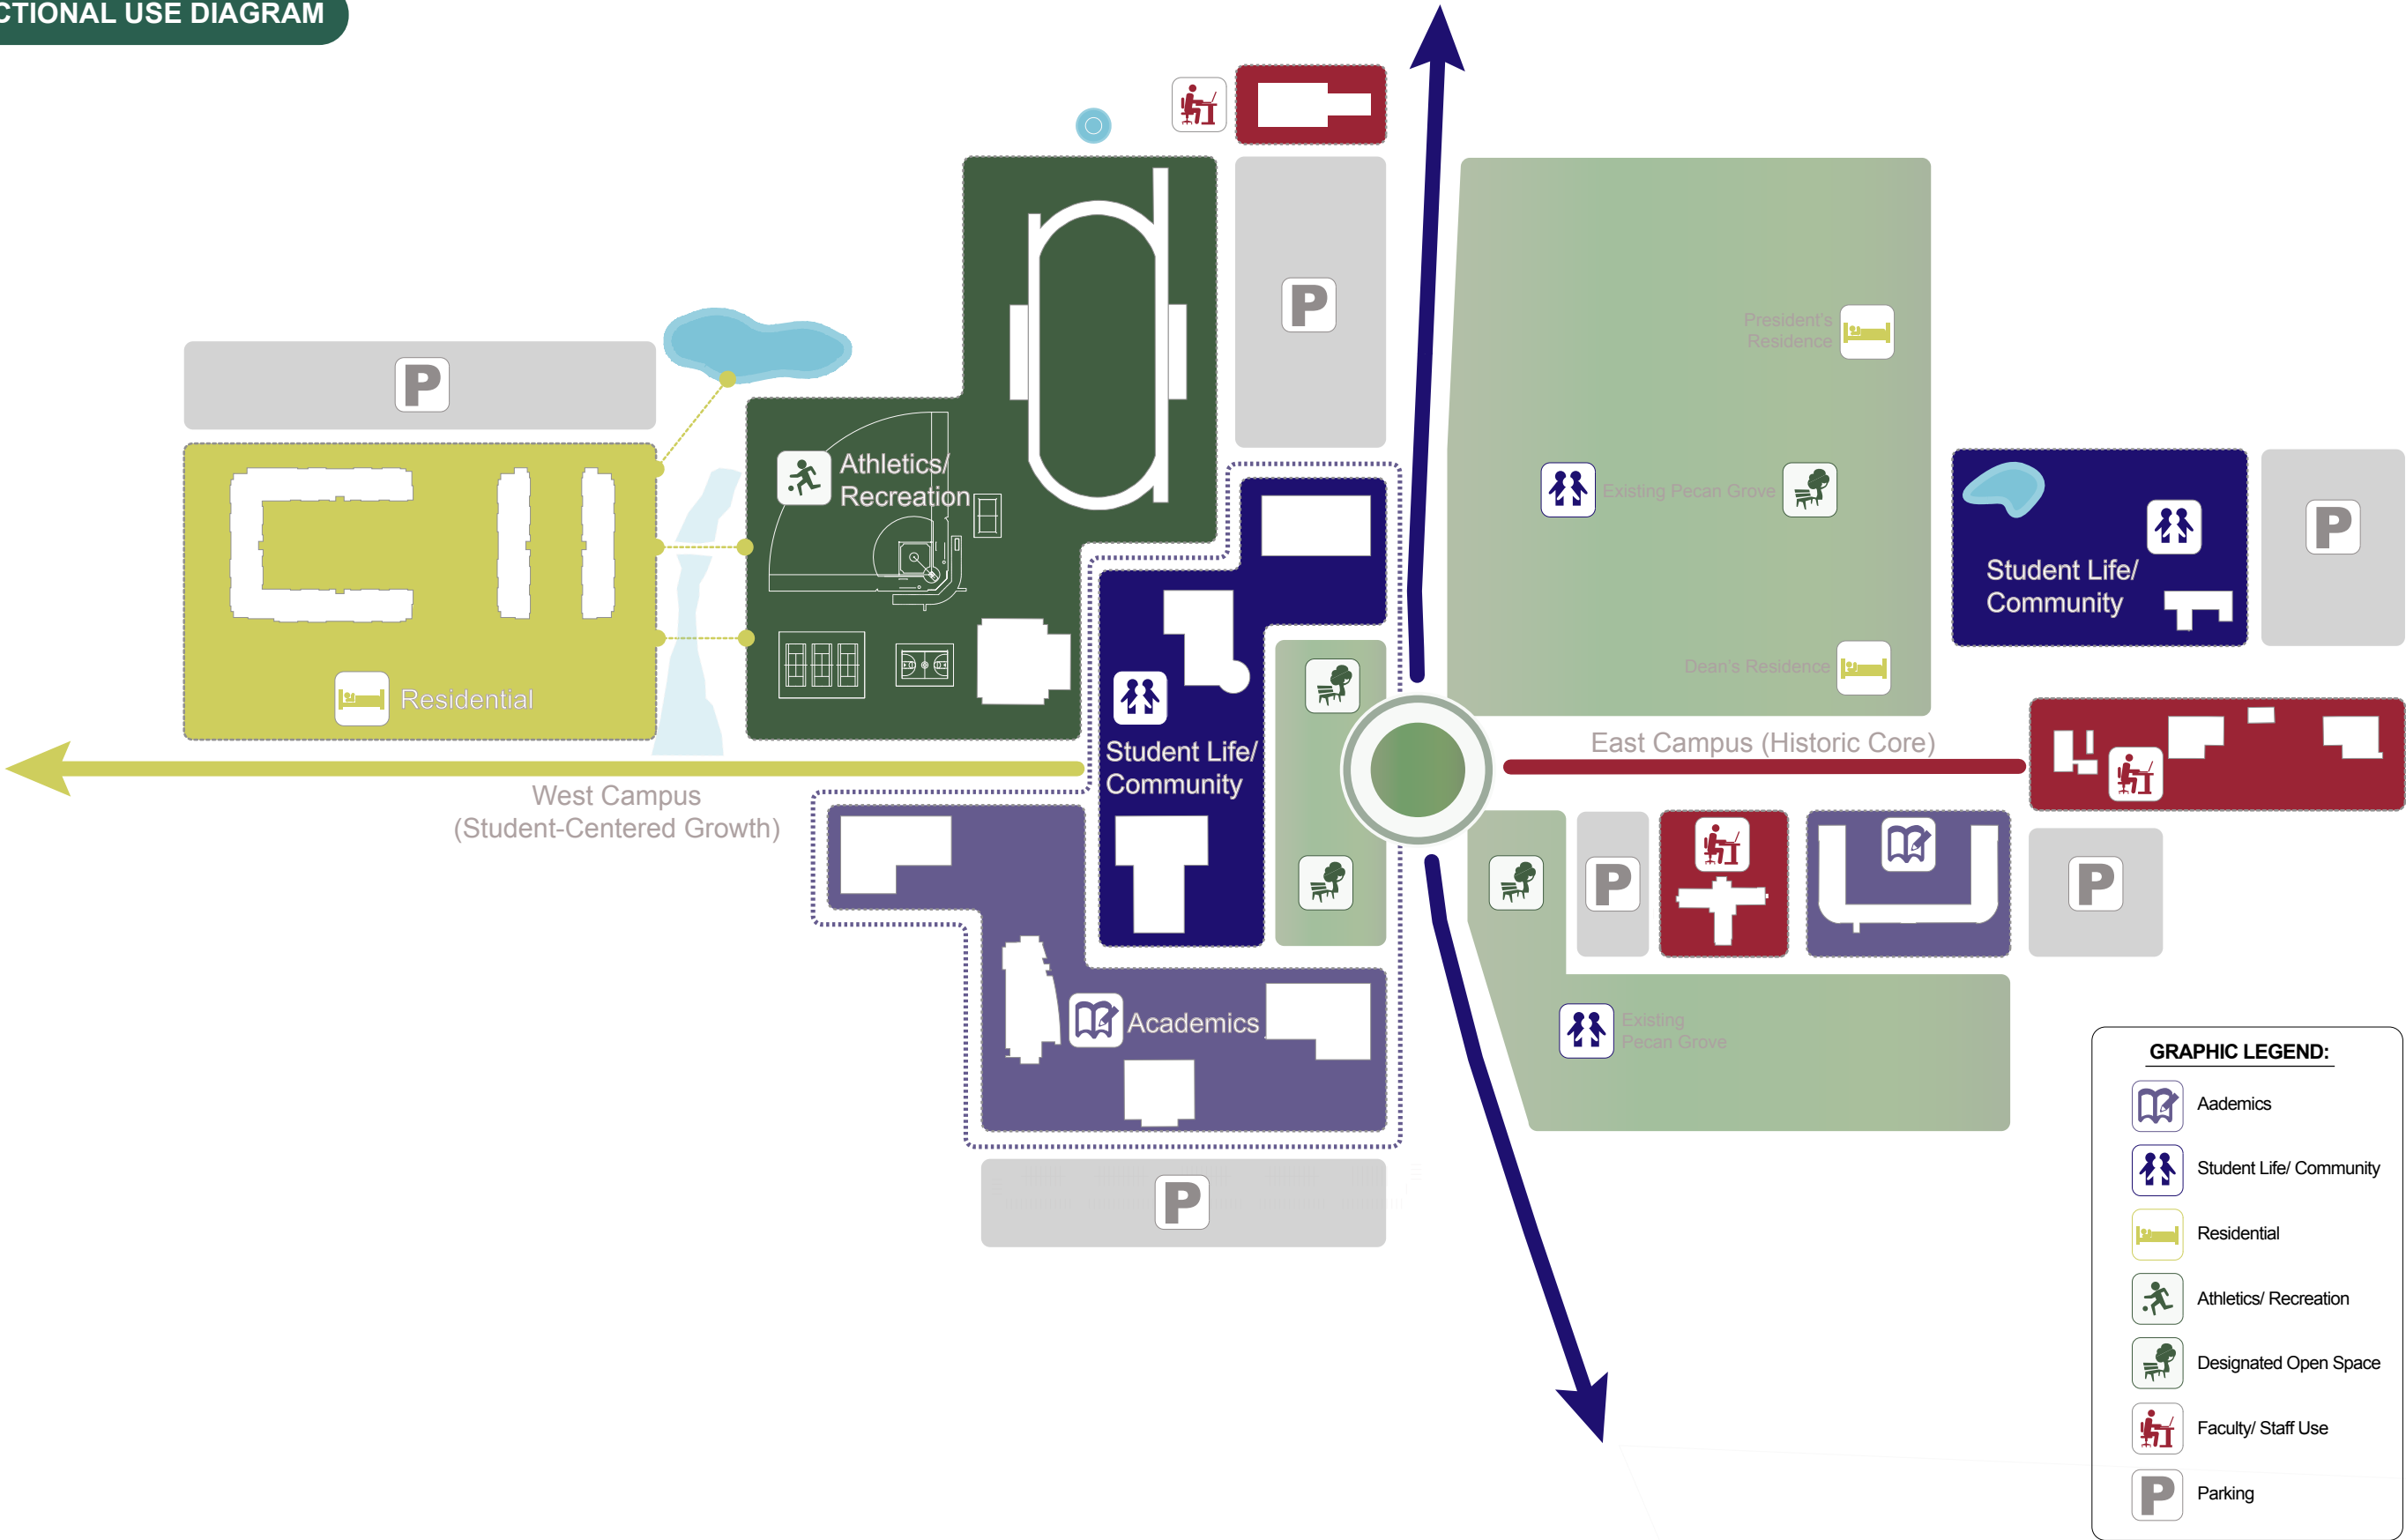 CTIONAL USE DIAGRAM
P
P
President's
Residence
Athletics/
Recreation
Existing Pecan Grove
P
Student Life/
Community
Dean's Residence
Residential
Student Life/
Community
East Campus (Historic Core)
West Campus
(Student-Centered Growth)
P
P
Academics
Existing
Pecan Grove
P
GRAPHIC LEGEND:
Aademics
Student Life/ Community
Residential
Athletics/ Recreation
Designated Open Space
Faculty/ Staff Use
P
Parking